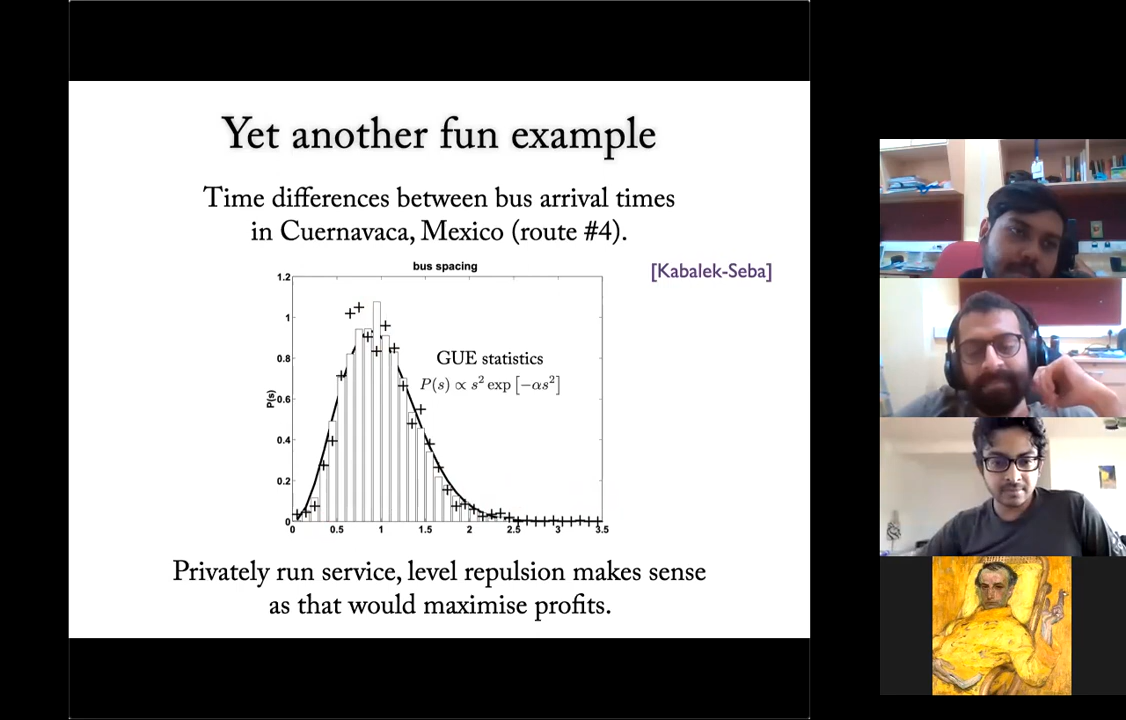 Yet another fun example
Time differences between bus arrival times
in Cuernavaca, Mexico (route #4).
[Kabalek-Seba]
bus spacing
1.2
1
0.8
0.6
0.4
0.2
0
P(s)
GUE statistics
P(s) ∝ s² exp [−αs²]
0 0.5 1 1.5 2 2.5 3 3.5
Privately run service, level repulsion makes sense
as that would maximise profits.